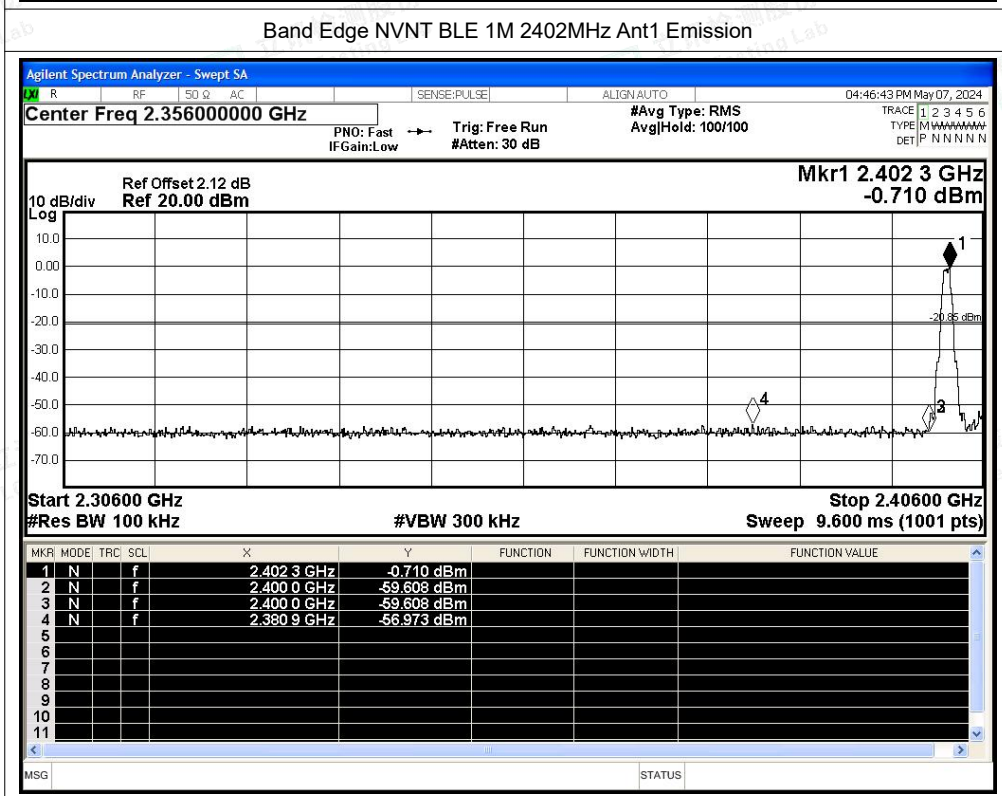 Band Edge NVNT BLE 1M 2402MHz Ant1 Emission
Agilent Spectrum Analyzer - Swept SA
LXI R RF 50 Ω AC SENSE:PULSE ALIGNAUTO 04:46:43 PM May 07, 2024
Center Freq 2.356000000 GHz #Avg Type: RMS TRACE 1 2 3 4 5 6
PNO: Fast Trig: Free Run Avg|Hold: 100/100 TYPE M
IFGain:Low #Atten: 30 dB DET P N N N N N
Mkr1 2.402 3 GHz
Ref Offset 2.12 dB -0.710 dBm
10 dB/div Ref 20.00 dBm
Log
10.0
1
0.00
-10.0
-20.0
-20.85 dBm
-30.0
-40.0
-50.0
4
3
-60.0
-70.0
Start 2.30600 GHz Stop 2.40600 GHz
#Res BW 100 kHz #VBW 300 kHz Sweep 9.600 ms (1001 pts)
MKR MODE TRC SCL X Y FUNCTION FUNCTION WIDTH FUNCTION VALUE
1 N f 2.402 3 GHz -0.710 dBm
2 N f 2.400 0 GHz -59.608 dBm
3 N f 2.400 0 GHz -59.608 dBm
4 N f 2.380 9 GHz -56.973 dBm
5
6
7
8
9
10
11
MSG STATUS